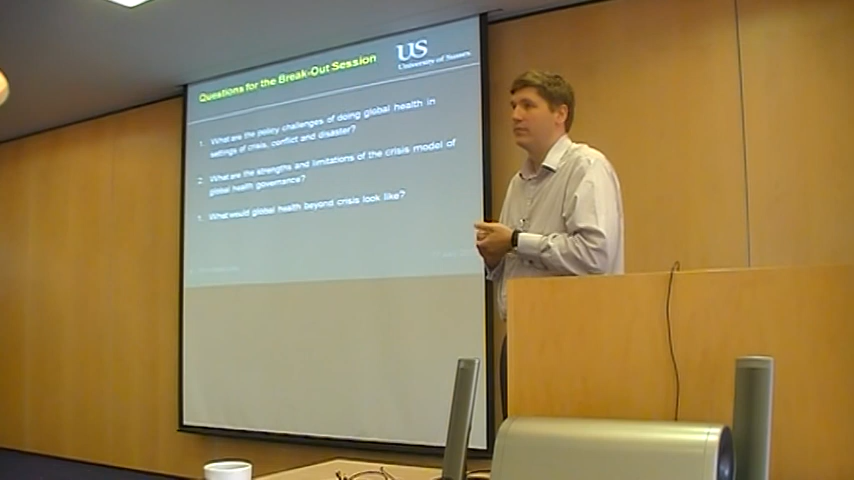 US
University of Sussex
Questions for the Break-Out Session
1. What are the policy challenges of doing global health in
settings of crisis, conflict and disaster?
2. What are the strengths and limitations of the crisis model of
global health governance?
What would global health beyond crisis look like?